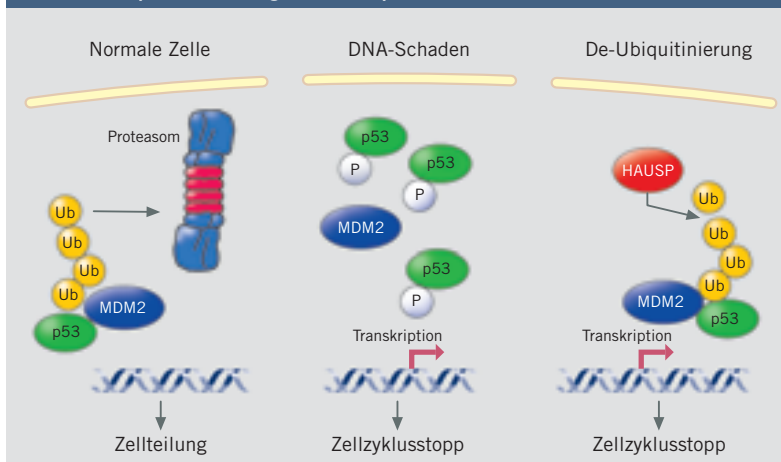 Normale Zelle
DNA-Schaden
De-Ubiquitinierung
Proteasom
Ub
Ub
Ub
Ub
MDM2
p53
p53
P
p53
P
MDM2
p53
P
Transkription
HAUSP
Ub
Ub
Ub
Ub
MDM2
p53
Transkription
Zellteilung
Zellzyklusstopp
Zellzyklusstopp